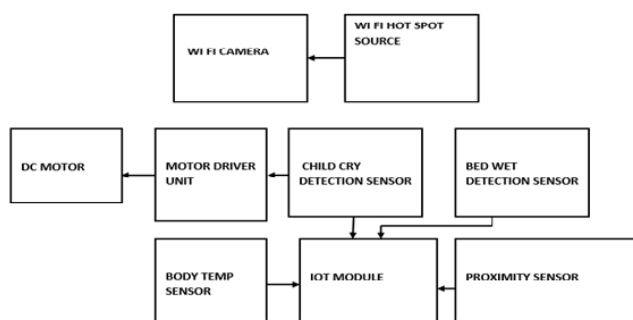 WI FI CAMERA
WI FI HOT SPOT
SOURCE
DC MOTOR
MOTOR DRIVER
UNIT
CHILD CRY
DETECTION SENSOR
BED WET
DETECTION SENSOR
BODY TEMP
SENSOR
IOT MODULE
PROXIMITY SENSOR